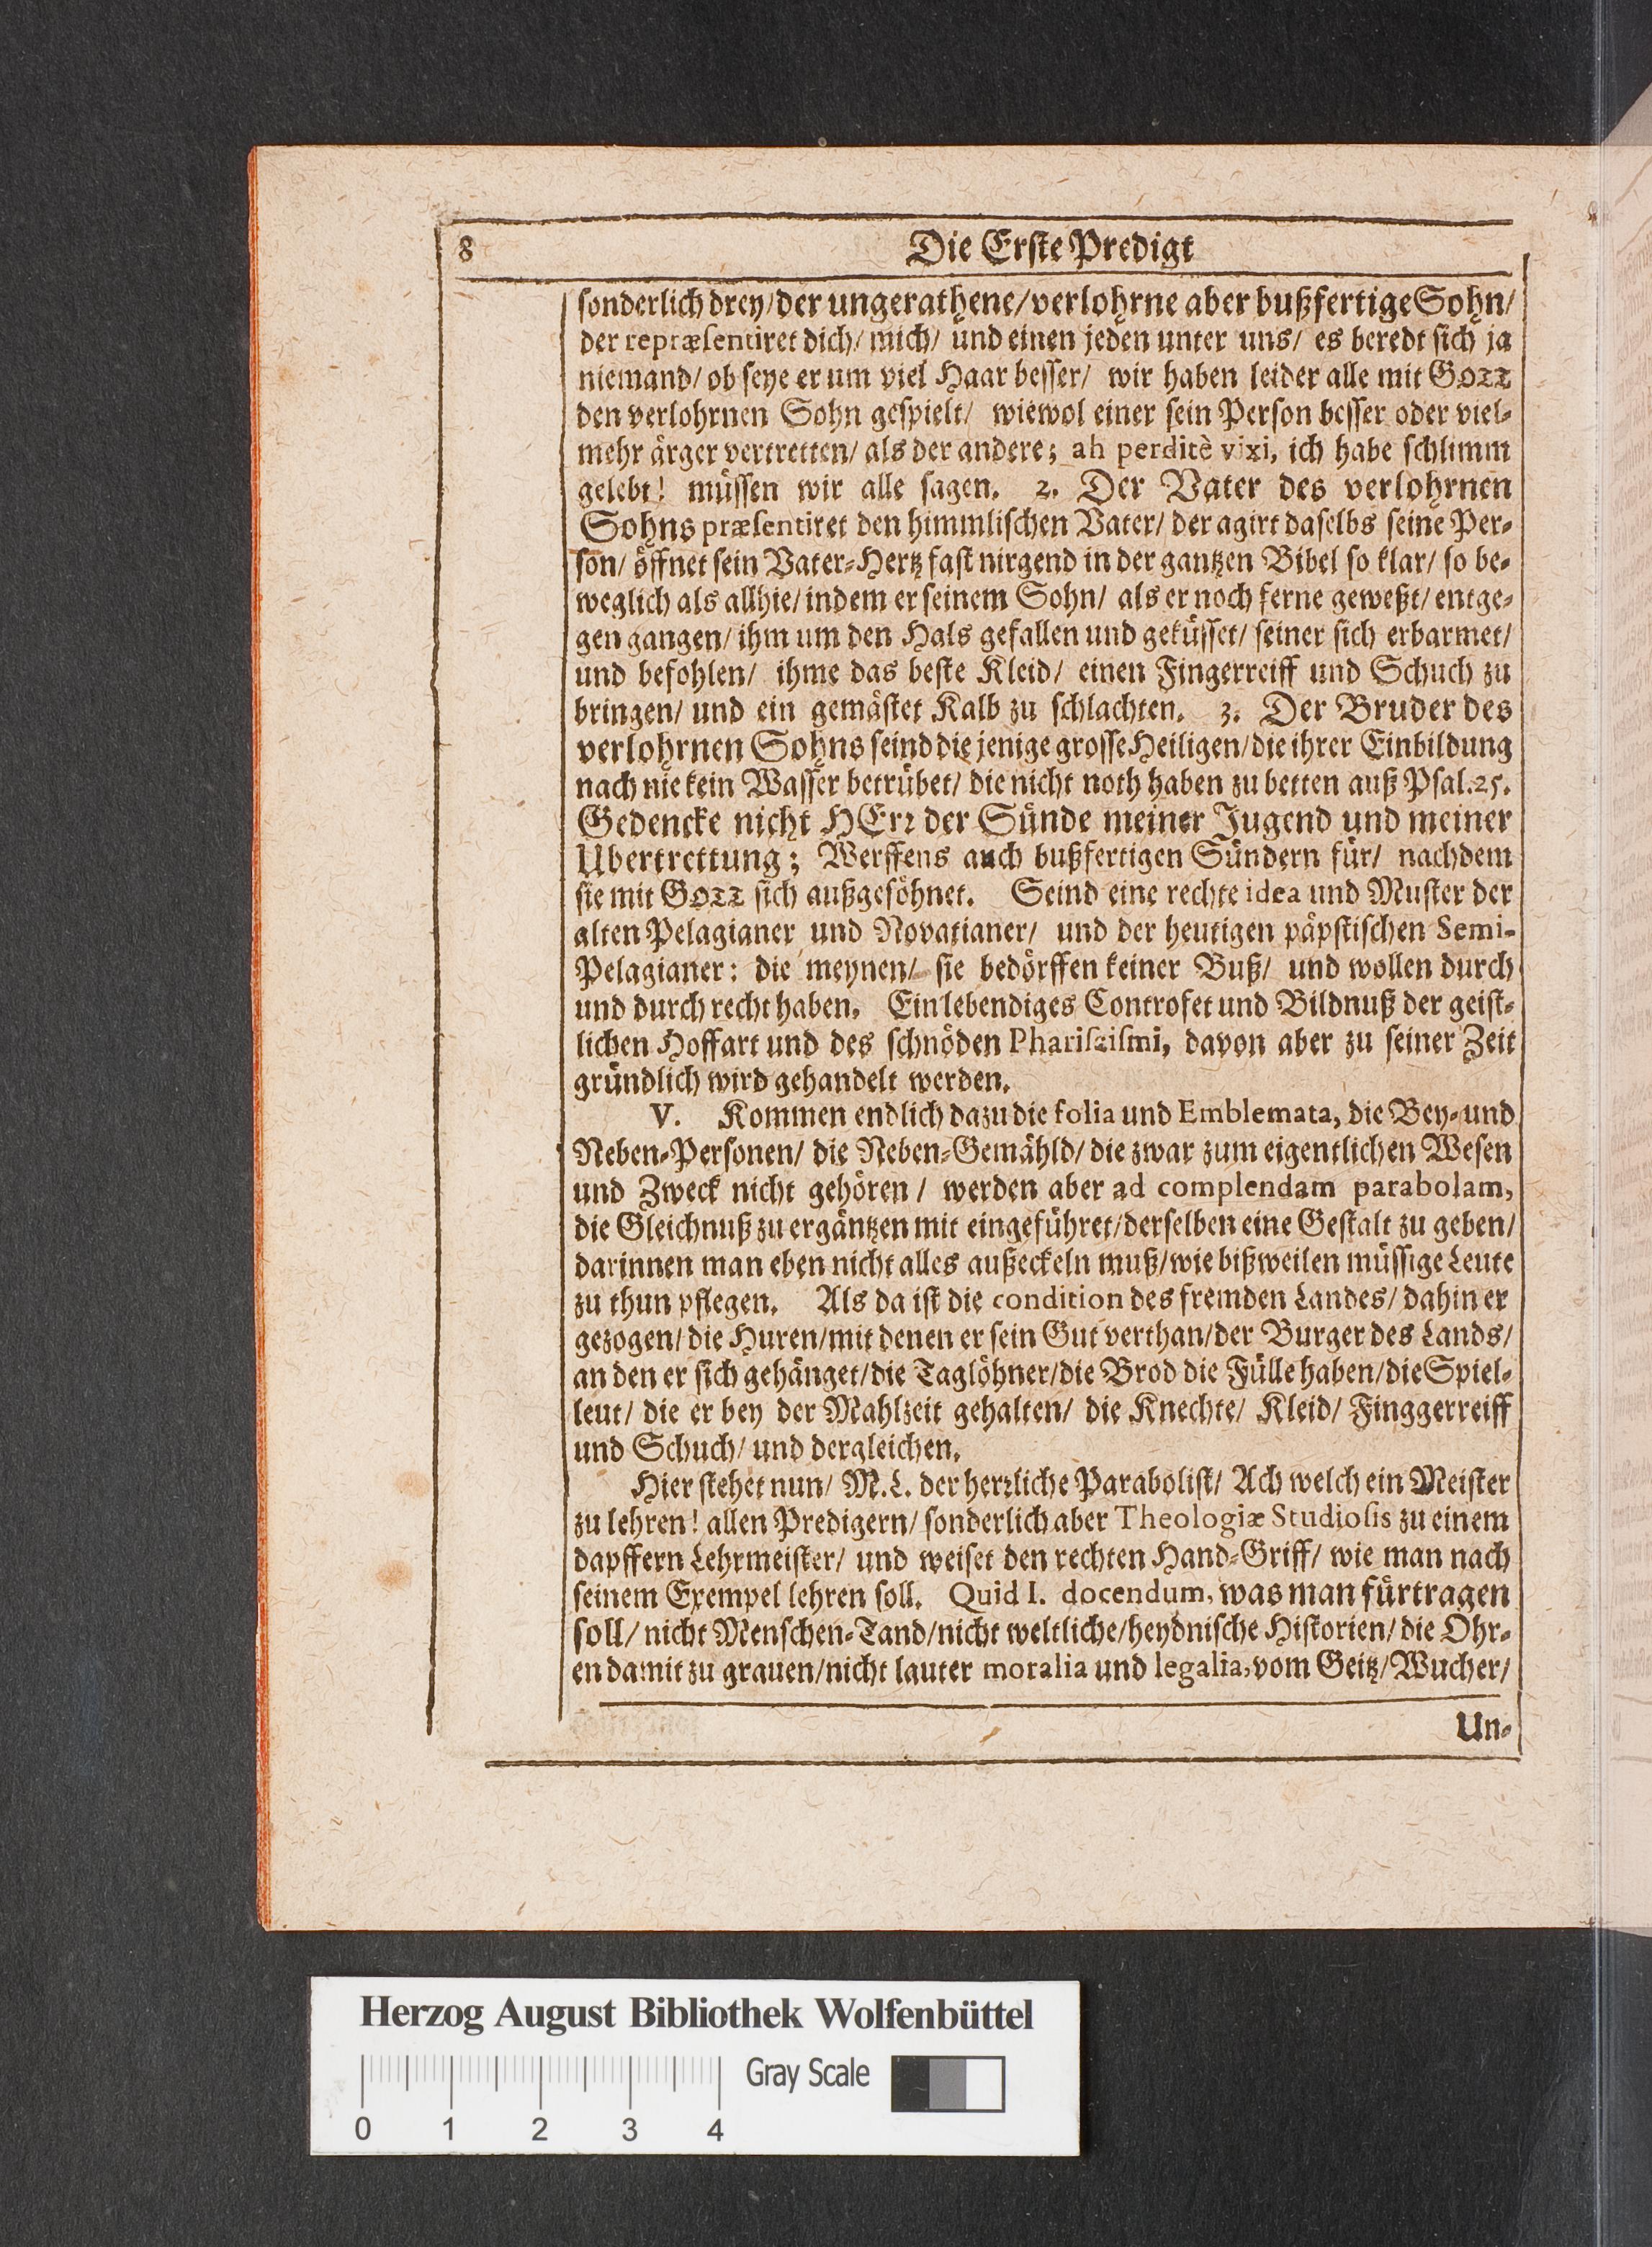 8
Die Erste Predigt
sonderlich drey/ der ungerathene/ verlohrne aber bußfertige Sohn/
der repræsentiret dich/ mich/ und einen jeden unter uns/ es beredt sich ja
niemand/ ob seye er um viel Haar besser/ wir haben leider alle mit GOTT
den verlohrnen Sohn gespielt/ wiewol einer sein Person besser oder viel-
mehr ärger vertretten/ als der andere; ah perditè vixi, ich habe schlimm
gelebt! müssen wir alle sagen. 2. Der Vater des verlohrnen
Sohns præsentiret den himmlischen Vater/ der agirt daselbs seine Per-
son/ öffnet sein Vater-Hertz fast nirgend in der gantzen Bibel so klar/ so be-
weglich als allhie/ indem er seinem Sohn/ als er noch ferne geweßt/ entge-
gen gangen/ ihm um den Hals gefallen und geküsset/ seiner sich erbarmet/
und befohlen/ ihme das beste Kleid/ einen Fingerreiff und Schuch zu
bringen/ und ein gemästet Kalb zu schlachten. 3. Der Bruder des
verlohrnen Sohns seind die jenige grosse Heiligen/ die ihrer Einbildung
nach nie kein Wasser betrübet/ die nicht noth haben zu betten auß Psal. 25.
Gedencke nicht HErr der Sünde meiner Jugend und meiner
Ubertrettung; Werffens auch bußfertigen Sündern für/ nachdem
sie mit GOTT sich außgesöhnet. Seind eine rechte idea und Muster der
alten Pelagianer und Novatianer/ und der heutigen päpstischen Semi-
Pelagianer: die meynen/ sie bedörffen keiner Buß/ und wollen durch
und durch recht haben. Ein lebendiges Controfet und Bildnuß der geist-
lichen Hoffart und des schnöden Pharisæismi, davon aber zu seiner Zeit
gründlich wird gehandelt werden.
V. Kommen endlich dazu die folia und Emblemata, die Bey- und
Neben-Personen/ die Neben-Gemähld/ die zwar zum eigentlichen Wesen
und Zweck nicht gehören/ werden aber ad complendam parabolam,
die Gleichnuß zu ergäntzen mit eingeführet/ derselben eine Gestalt zu geben/
darinnen man eben nicht alles außeckeln muß/ wie bißweilen müssige Leute
zu thun pflegen. Als da ist die condition des fremden Landes/ dahin er
gezogen/ die Huren/ mit denen er sein Gut verthan/ der Burger des Lands/
an den er sich gehänget/ die Taglöhner/ die Brod die Fülle haben/ die Spiel-
leut/ die er bey der Mahlzeit gehalten/ die Knechte/ Kleid/ Finggerreiff
und Schuch/ und dergleichen.
Hier stehet nun/ M. L. der herrliche Parabolist/ Ach welch ein Meister
zu lehren! allen Predigern/ sonderlich aber Theologiæ Studiosis zu einem
dapffern Lehrmeister/ und weiset den rechten Hand-Griff/ wie man nach
seinem Exempel lehren soll. Quid I. docendum, was man fürtragen
soll/ nicht Menschen-Tand/ nicht weltliche/ heydnische Historien/ die Ohr-
en damit zu grauen/ nicht lauter moralia und legalia, vom Geitz/ Wucher/
Un-
Herzog August Bibliothek Wolfenbüttel
Gray Scale
0 1 2 3 4